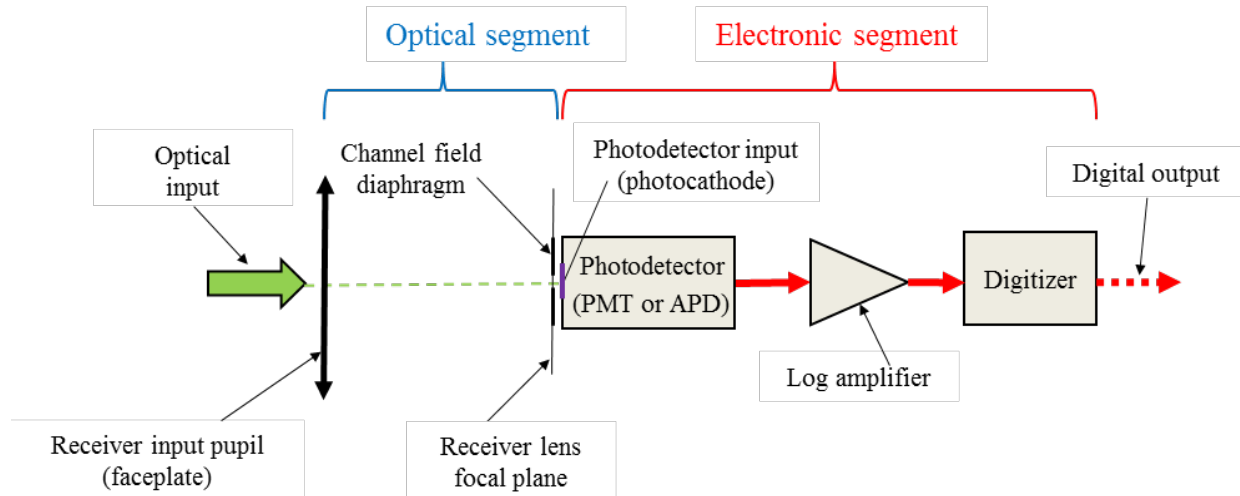 Optical segment
Electronic segment
Optical
input
Channel field
diaphragm
Photodetector input
(photocathode)
Digital output
Photodetector
(PMT or APD)
Digitizer
Log amplifier
Receiver input pupil
(faceplate)
Receiver lens
focal plane